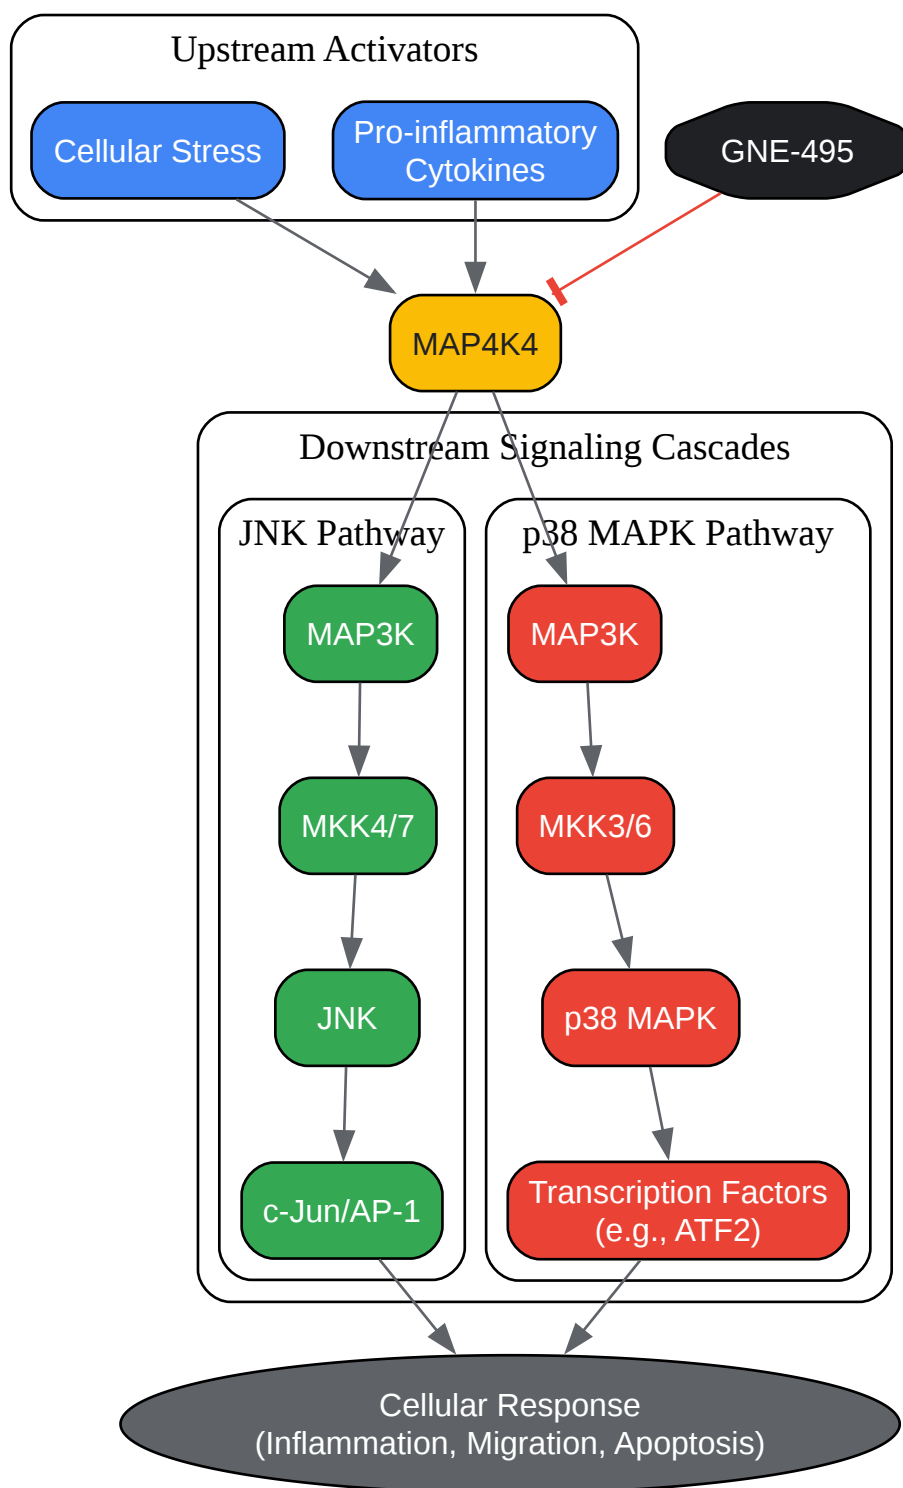 Upstream Activators
Cellular Stress
Pro-inflammatory
Cytokines
GNE-495
MAP4K4
Downstream Signaling Cascades
JNK Pathway
p38 MAPK Pathway
MAP3K
MAP3K
MKK4/7
MKK3/6
JNK
p38 MAPK
c-Jun/AP-1
Transcription Factors
(e.g., ATF2)
Cellular Response
(Inflammation, Migration, Apoptosis)